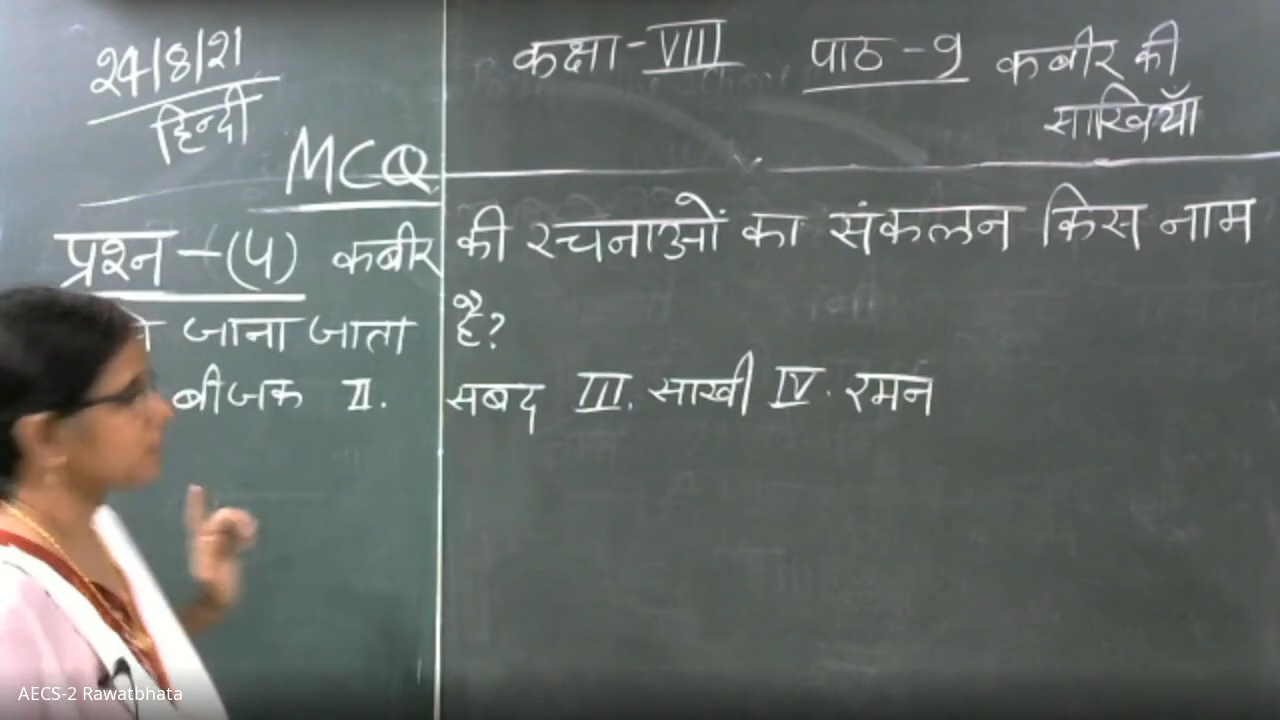 24/8/21
हिन्दी
कक्षा - VIII पाठ - 9 कबीर की
साखियाँ
MCQ.
प्रश्न - (५) कबीर की रचनाओं का संकलन किस नाम
जाना जाता है?
बीजक II. सबद III. साखी IV. रमन
AECS-2 Rawatbhata